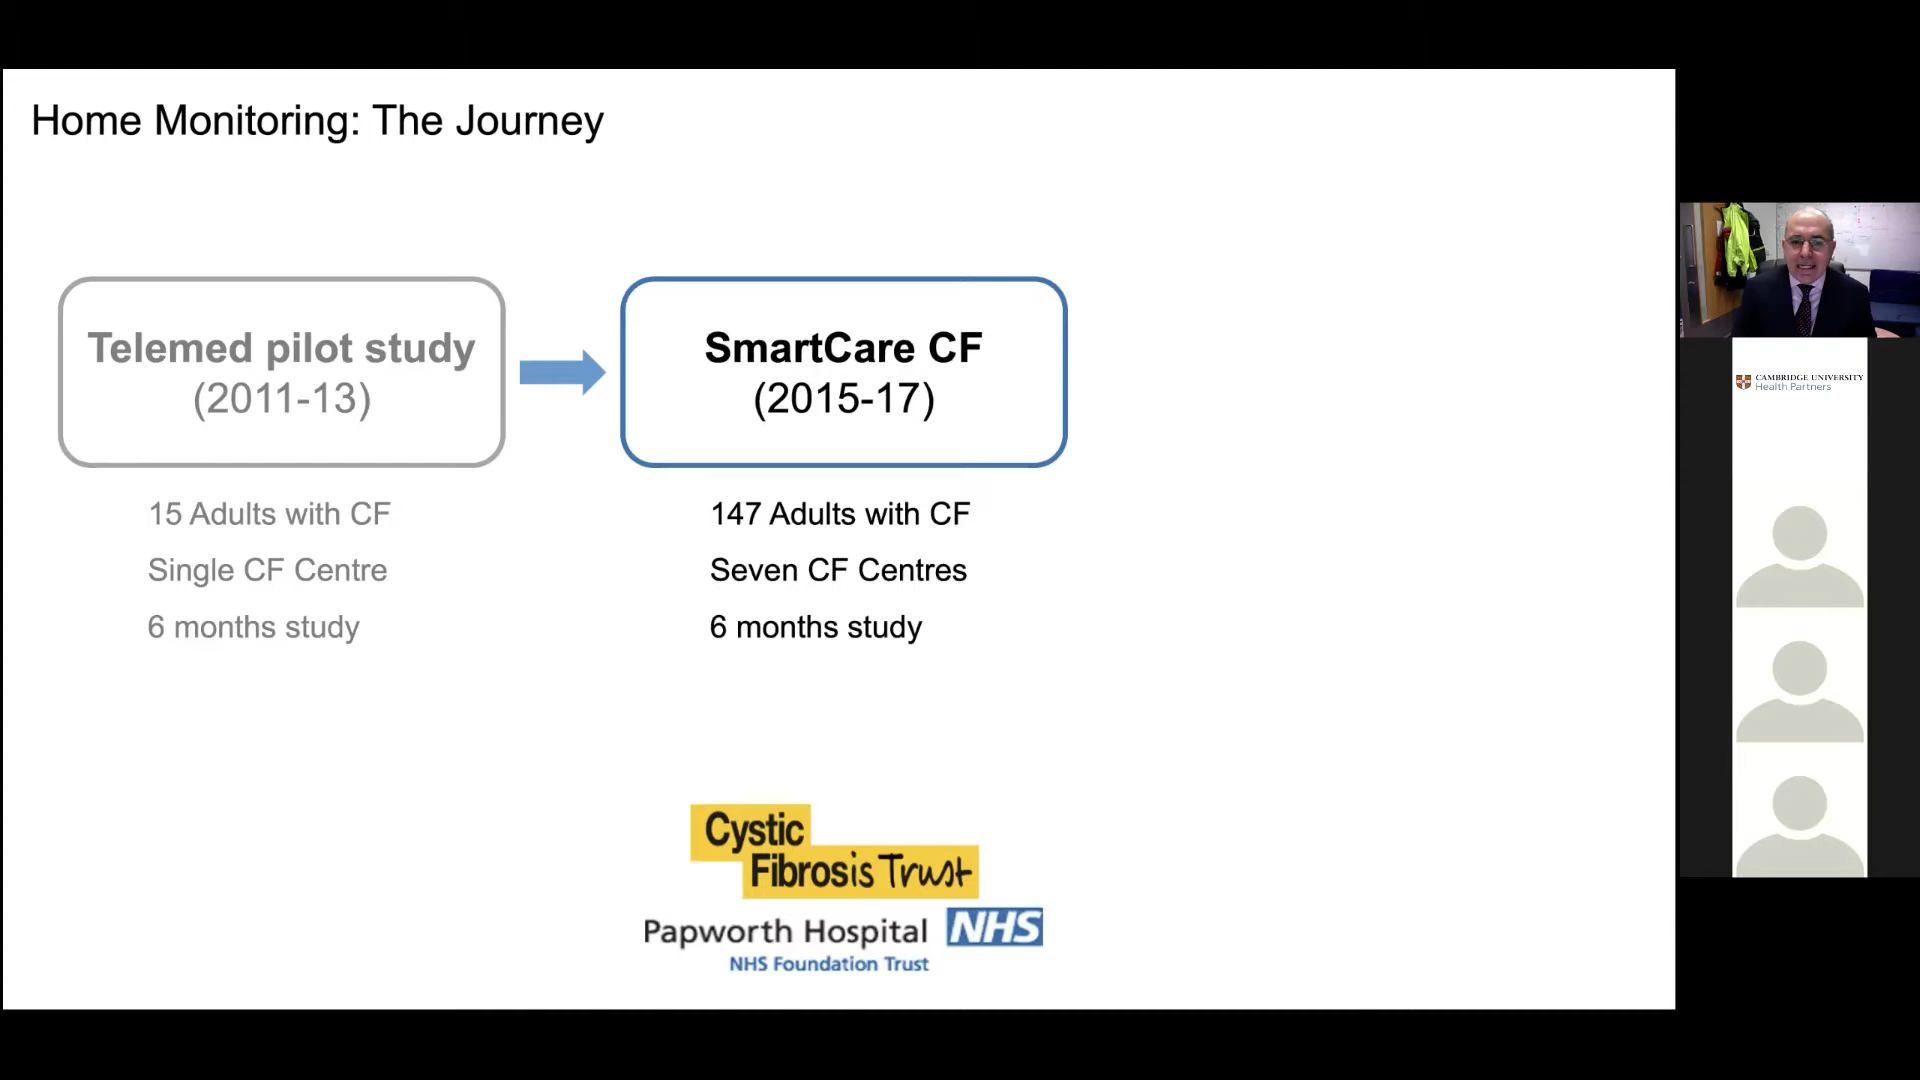 Home Monitoring: The Journey
Telemed pilot study
(2011-13)
15 Adults with CF
Single CF Centre
6 months study
SmartCare CF
(2015-17)
147 Adults with CF
Seven CF Centres
6 months study
Cystic
Fibrosis Trust
Papworth Hospital NHS
NHS Foundation Trust
CAMBRIDGE UNIVERSITY
Health Partners